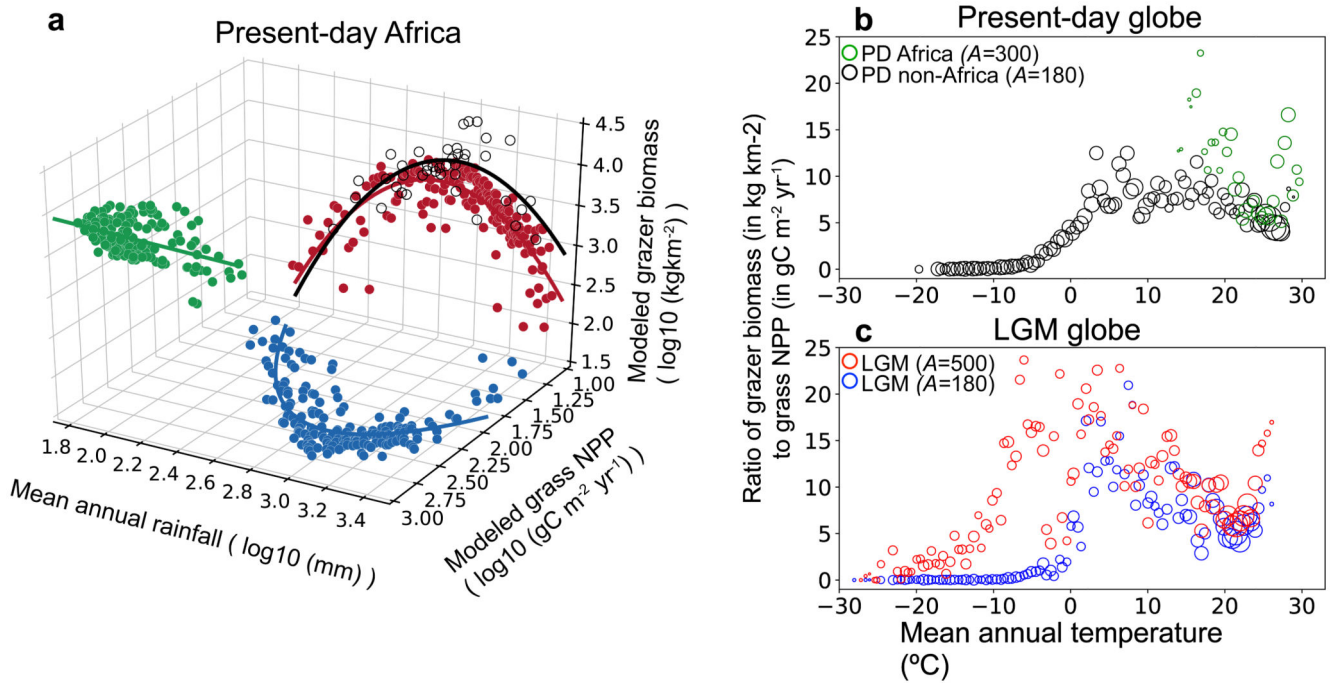 a
Present-day Africa
4.5
4.0
3.5
3.0
2.5
2.0
1.5
Modeled grazer biomass
( log10 (kgkm⁻²))
1.00
1.25
1.50
1.75
2.00
2.25
2.50
2.75
3.00
Modeled grass NPP
( log10 (gC m⁻² yr⁻¹))
1.8
2.0
2.2
2.4
2.6
2.8
3.0
3.2
3.4
Mean annual rainfall ( log10 (mm) )
b
Present-day globe
PD Africa (A=300)
PD non-Africa (A=180)
25
20
15
10
5
0
−30 −20 −10 0 10 20 30
Ratio of grazer biomass (in kg km-2)
to grass NPP (in gC m⁻² yr⁻¹)
c
LGM globe
LGM (A=500)
LGM (A=180)
25
20
15
10
5
0
−30 −20 −10 0 10 20 30
Mean annual temperature
(ºC)